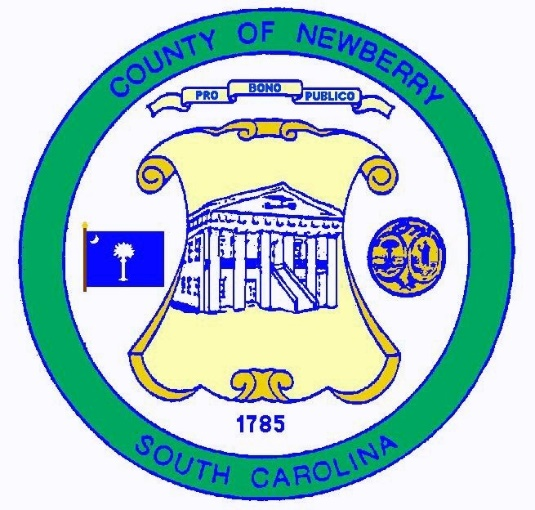 COUNTY OF NEWBERRY
PRO BONO PUBLICO
1785
SOUTH CAROLINA